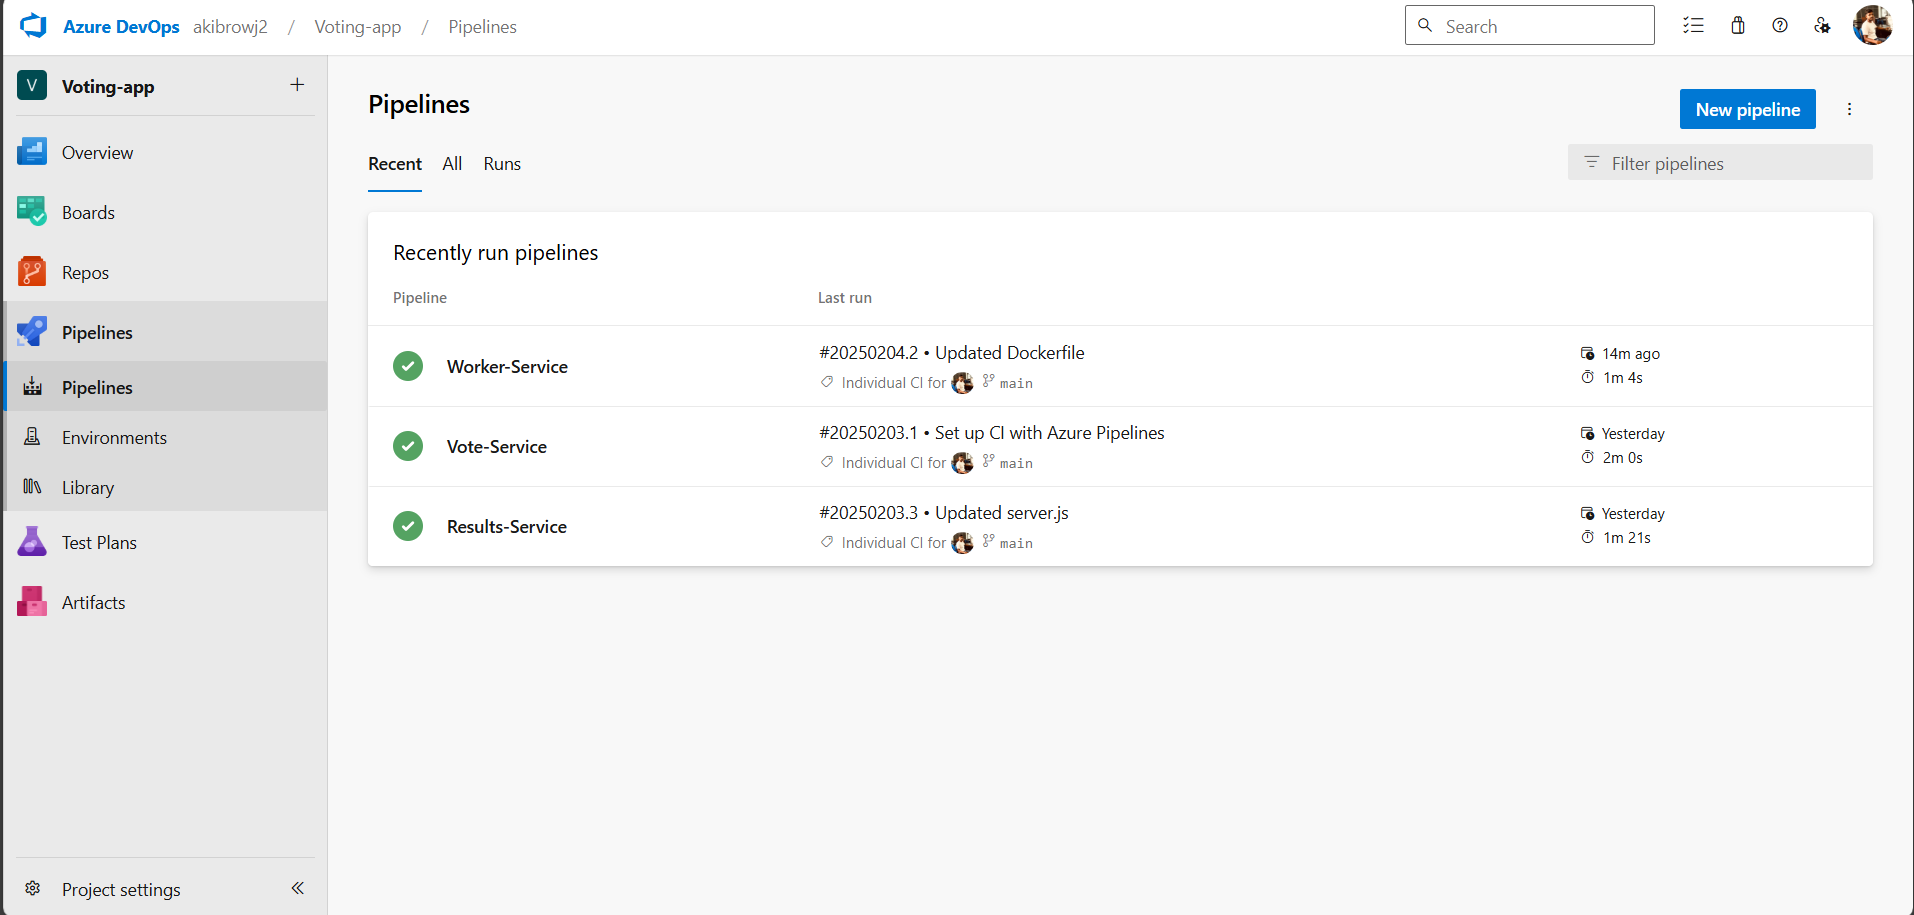 Azure DevOps akibrowj2 / Voting-app / Pipelines
Search
V Voting-app +
Overview
Boards
Repos
Pipelines
Pipelines
Environments
Library
Test Plans
Artifacts
Project settings
Pipelines
New pipeline
Recent All Runs
Filter pipelines
Recently run pipelines
Pipeline Last run
Worker-Service
#20250204.2 • Updated Dockerfile
Individual CI for main
14m ago
1m 4s
Vote-Service
#20250203.1 • Set up CI with Azure Pipelines
Individual CI for main
Yesterday
2m 0s
Results-Service
#20250203.3 • Updated server.js
Individual CI for main
Yesterday
1m 21s